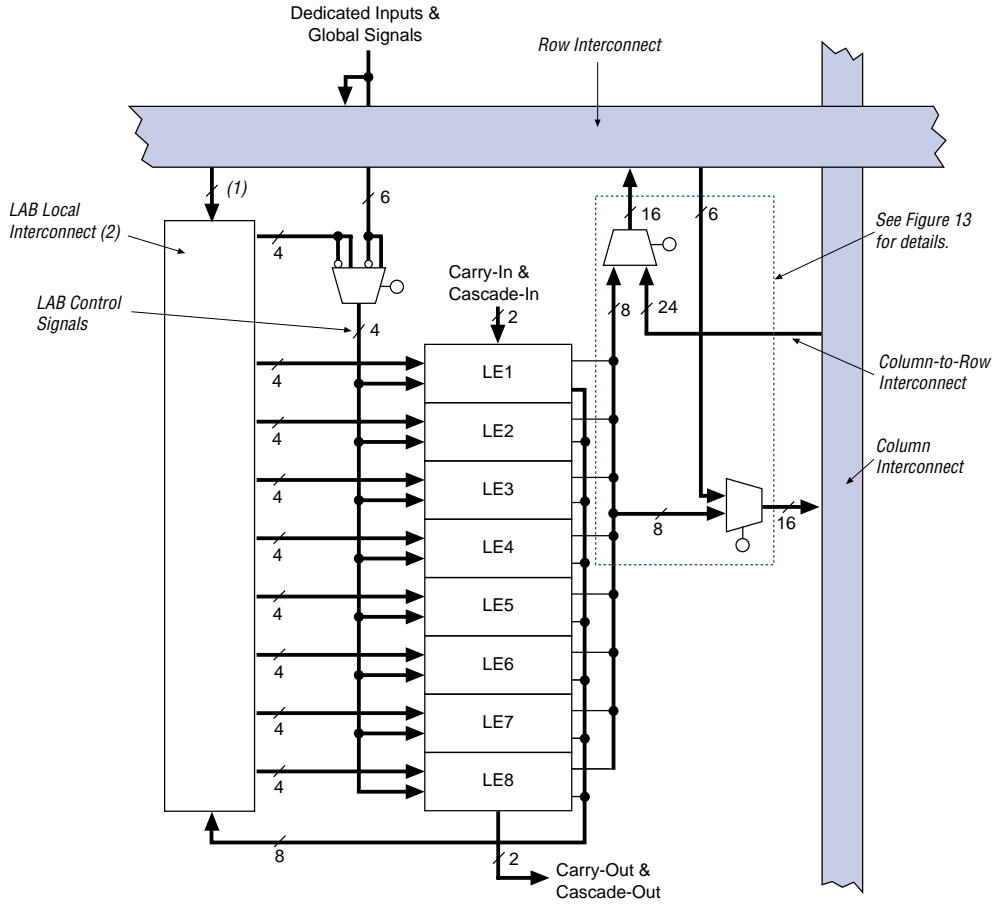 Dedicated Inputs &
Global Signals
Row Interconnect
(1)
6
16
6
LAB Local
Interconnect (2)
See Figure 13
for details.
4
Carry-In &
Cascade-In
LAB Control
Signals
4
2
8
24
Column-to-Row
Interconnect
4
LE1
4
LE2
Column
Interconnect
4
LE3
4
LE4
8
16
4
LE5
4
LE6
4
LE7
4
LE8
8
2
Carry-Out &
Cascade-Out